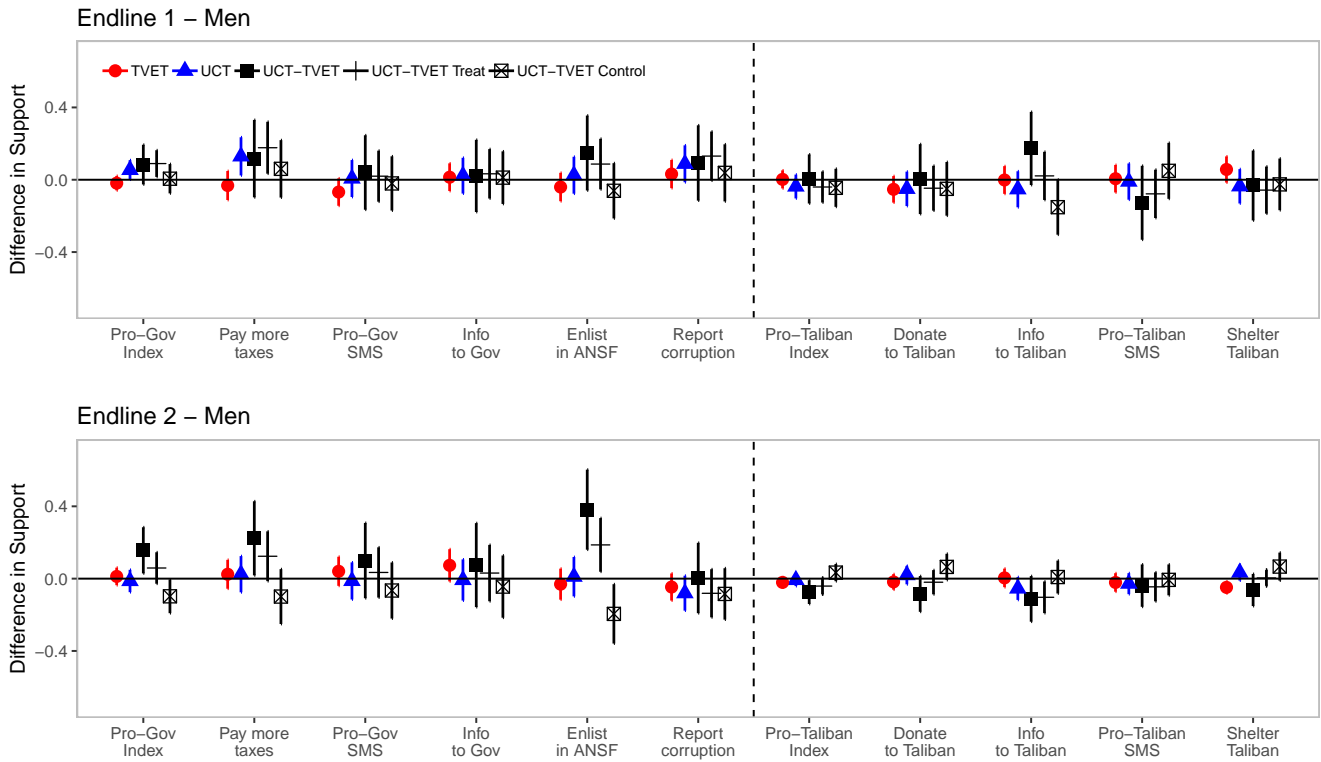 Endline 1 – Men
TVET UCT UCT−TVET UCT−TVET Treat UCT−TVET Control
Difference in Support
0.4
0.0
−0.4
Pro−Gov Index
Pay more taxes
Pro−Gov SMS
Info to Gov
Enlist in ANSF
Report corruption
Pro−Taliban Index
Donate to Taliban
Info to Taliban
Pro−Taliban SMS
Shelter Taliban
Endline 2 – Men
Difference in Support
0.4
0.0
−0.4
Pro−Gov Index
Pay more taxes
Pro−Gov SMS
Info to Gov
Enlist in ANSF
Report corruption
Pro−Taliban Index
Donate to Taliban
Info to Taliban
Pro−Taliban SMS
Shelter Taliban